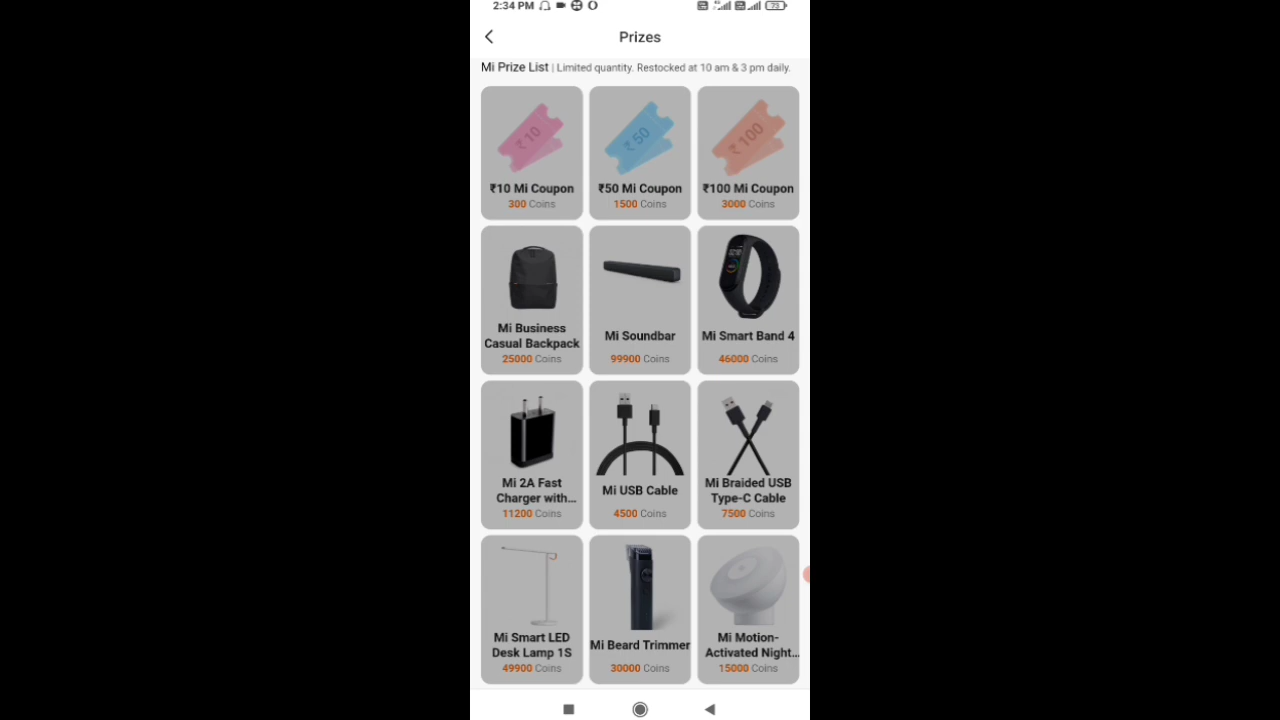 2:34 PM
73
Prizes
Mi Prize List | Limited quantity. Restocked at 10 am & 3 pm daily.
₹10
₹50
₹100
₹10 Mi Coupon
₹50 Mi Coupon
₹100 Mi Coupon
300 Coins
1500 Coins
3000 Coins
Mi Business
Casual Backpack
25000 Coins
Mi Soundbar
99900 Coins
Mi Smart Band 4
46000 Coins
Mi 2A Fast
Charger with...
11200 Coins
Mi USB Cable
4500 Coins
Mi Braided USB
Type-C Cable
7500 Coins
Mi Smart LED
Desk Lamp 1S
49900 Coins
Mi Beard Trimmer
30000 Coins
Mi Motion-
Activated Night...
15000 Coins